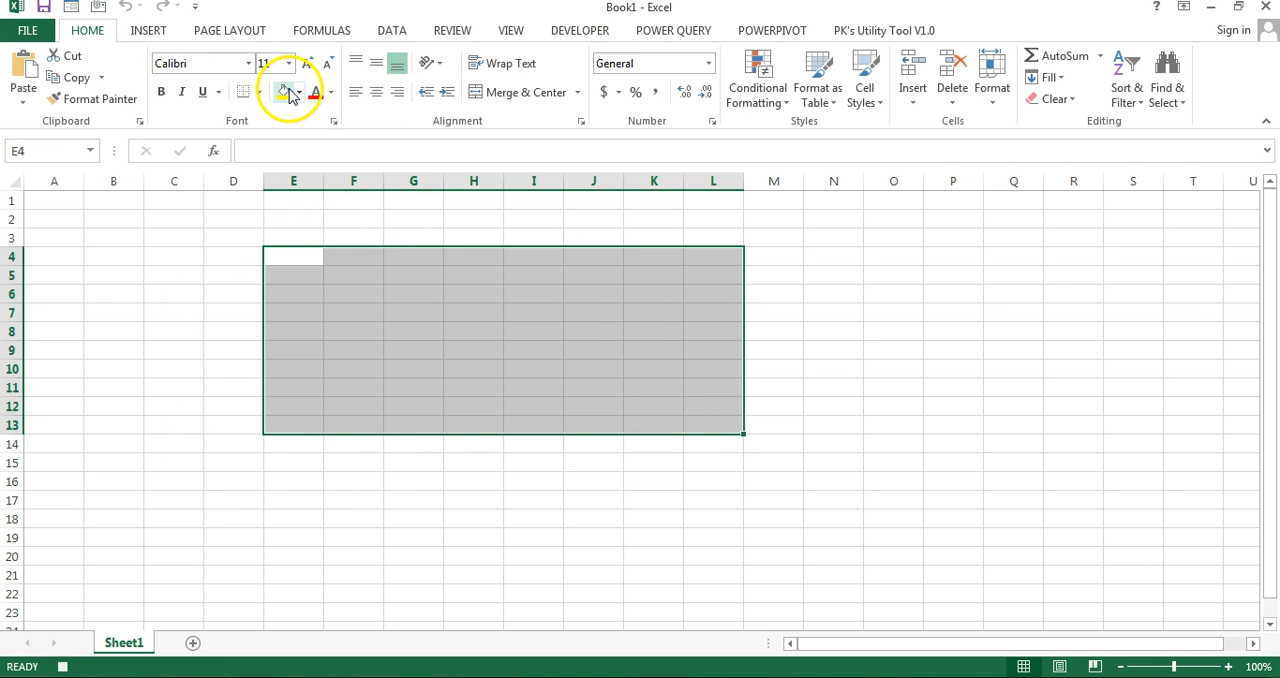 Book1 - Excel
?
FILE HOME INSERT PAGE LAYOUT FORMULAS DATA REVIEW VIEW DEVELOPER POWER QUERY POWERPIVOT PK's Utility Tool V1.0 Sign in
Paste
Cut
Copy
Format Painter
Clipboard
Calibri 11 A A
B I U A
Font
Wrap Text
Merge & Center
Alignment
General
$ % ,
Number
Conditional Formatting
Format as Table
Cell Styles
Styles
Insert
Delete
Format
Cells
AutoSum
Fill
Clear
Sort & Filter
Find & Select
Editing
E4 fx
A B C D E F G H I J K L M N O P Q R S T U
1
2
3
4
5
6
7
8
9
10
11
12
13
14
15
16
17
18
19
20
21
22
23
Sheet1
READY 100%